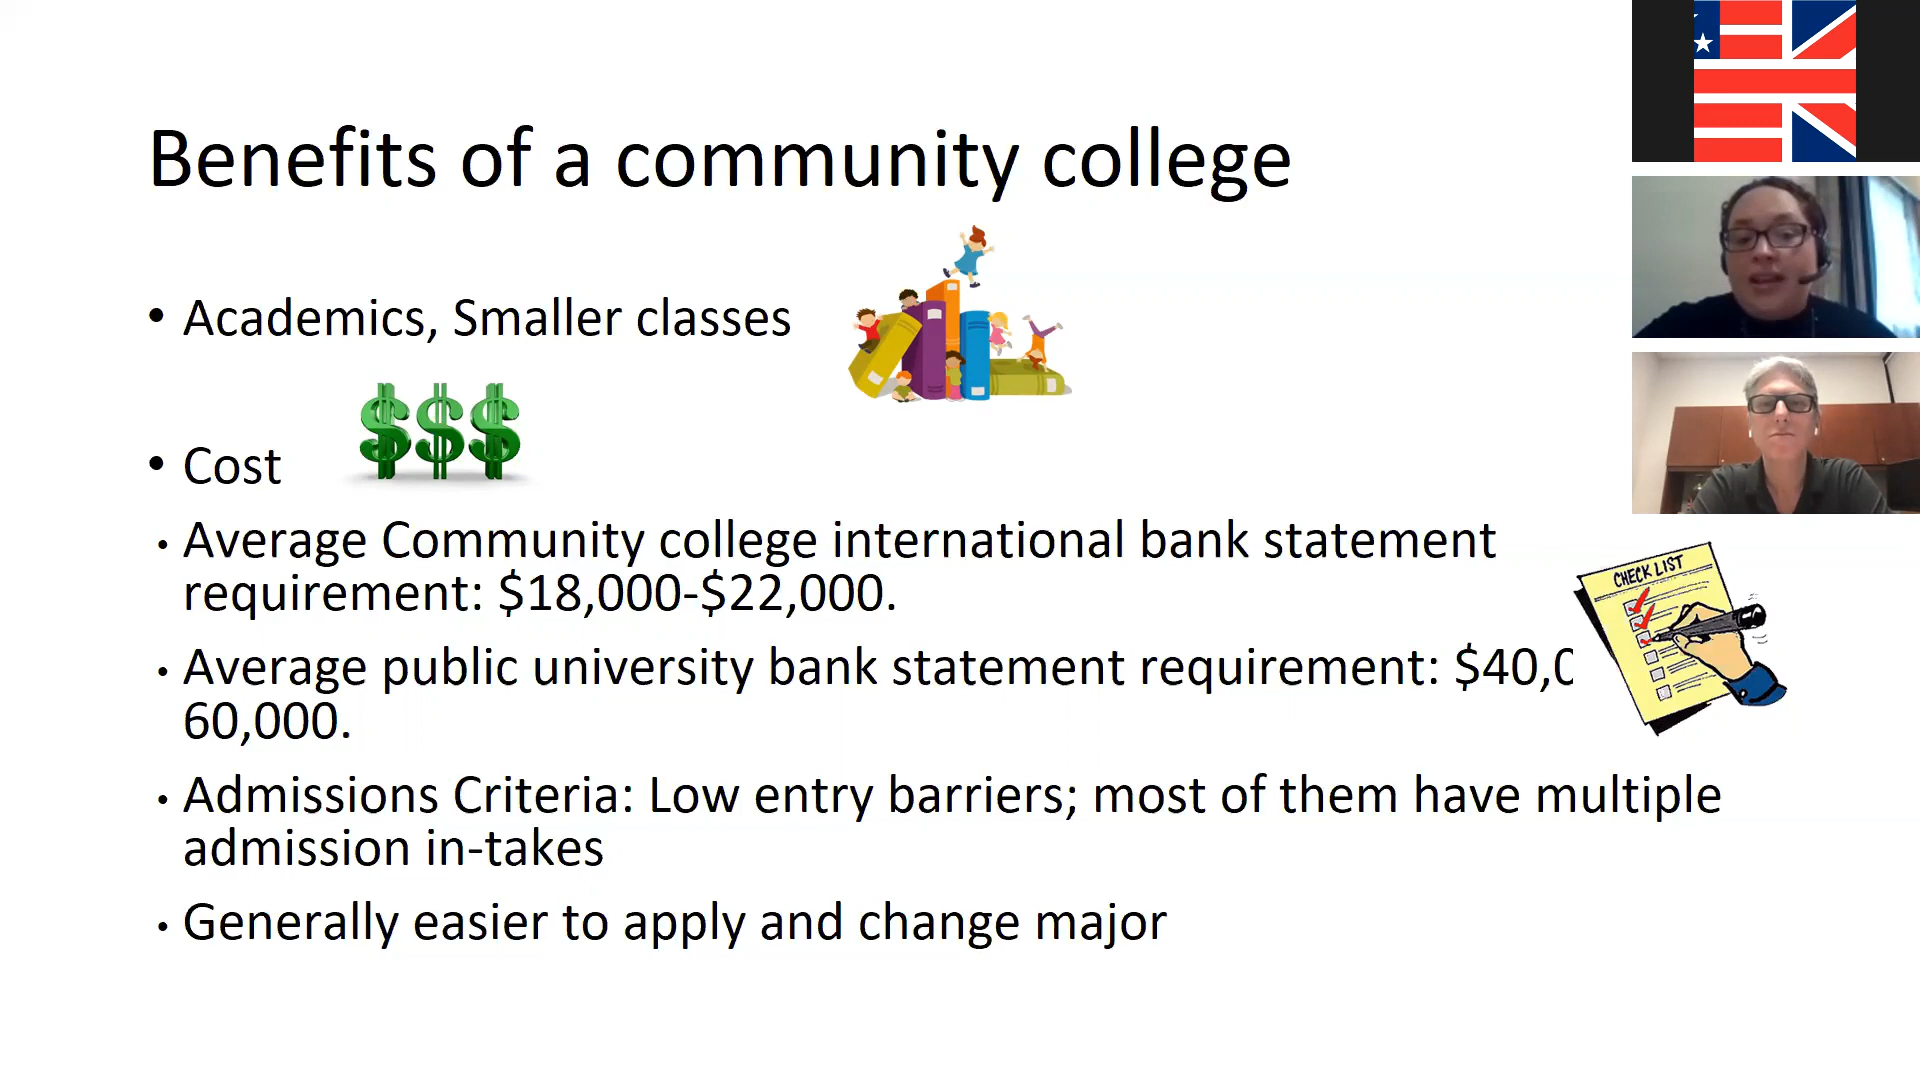 Benefits of a community college
• Academics, Smaller classes
$$$
• Cost
• Average Community college international bank statement
requirement: $18,000-$22,000.
CHECK LIST
• Average public university bank statement requirement: $40,0
60,000.
• Admissions Criteria: Low entry barriers; most of them have multiple
admission in-takes
• Generally easier to apply and change major